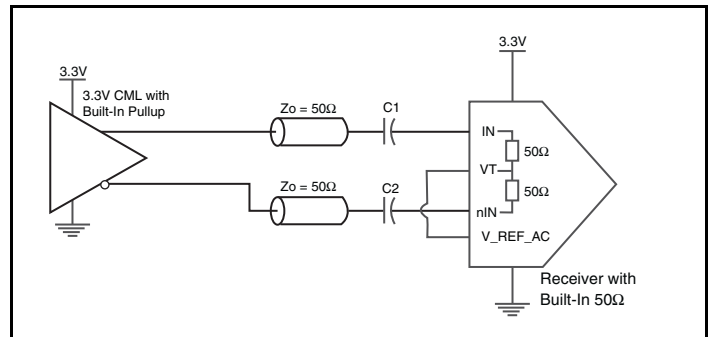 3.3V
3.3V
3.3V CML with
Built-In Pullup
Zo = 50Ω
C1
IN
50Ω
VT
Zo = 50Ω
C2
50Ω
nIN
V_REF_AC
Receiver with
Built-In 50Ω